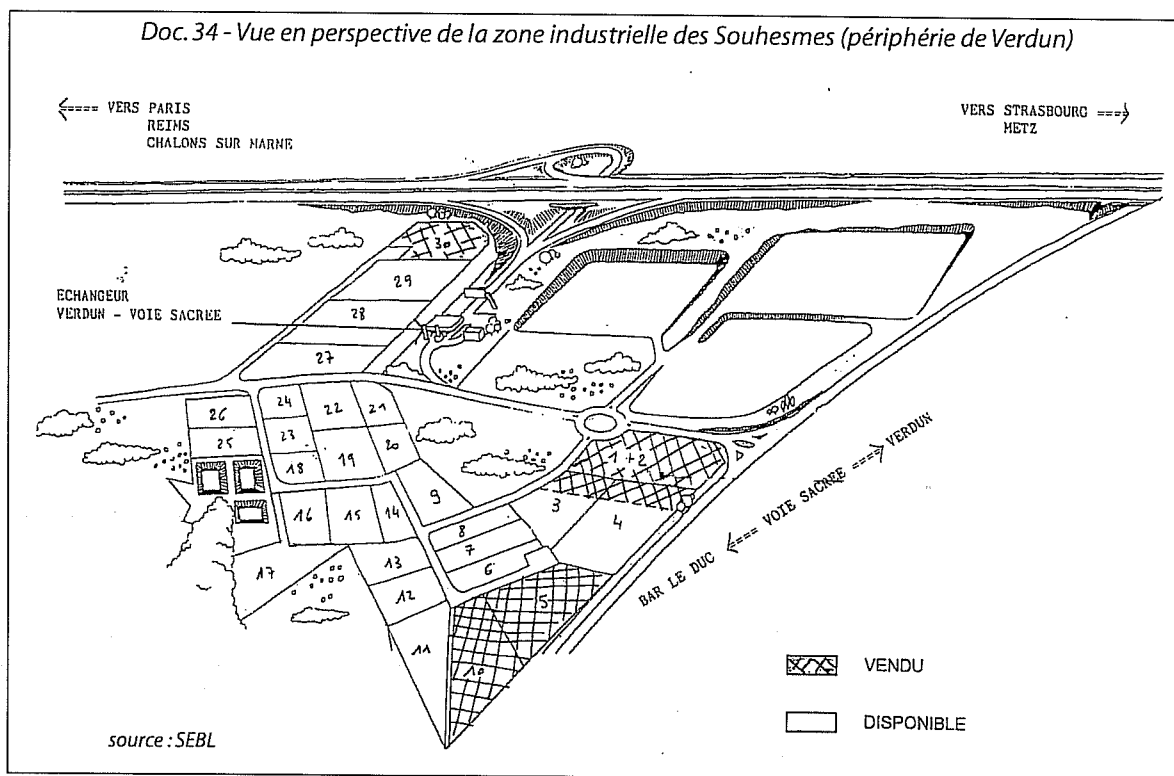 Doc. 34 - Vue en perspective de la zone industrielle des Souhesmes (périphérie de Verdun)
<==== VERS PARIS
REIMS
CHALONS SUR MARNE
VERS STRASBOURG ====>
METZ
ECHANGEUR
VERDUN - VOIE SACREE
30
29
28
27
26
25
24
23
22
21
20
19
18
17
16
15
14
13
12
11
10
9
8
7
6
5
4
3
1+2
BAR LE DUC <==== VOIE SACREE ====> VERDUN
VENDU
DISPONIBLE
source : SEBL